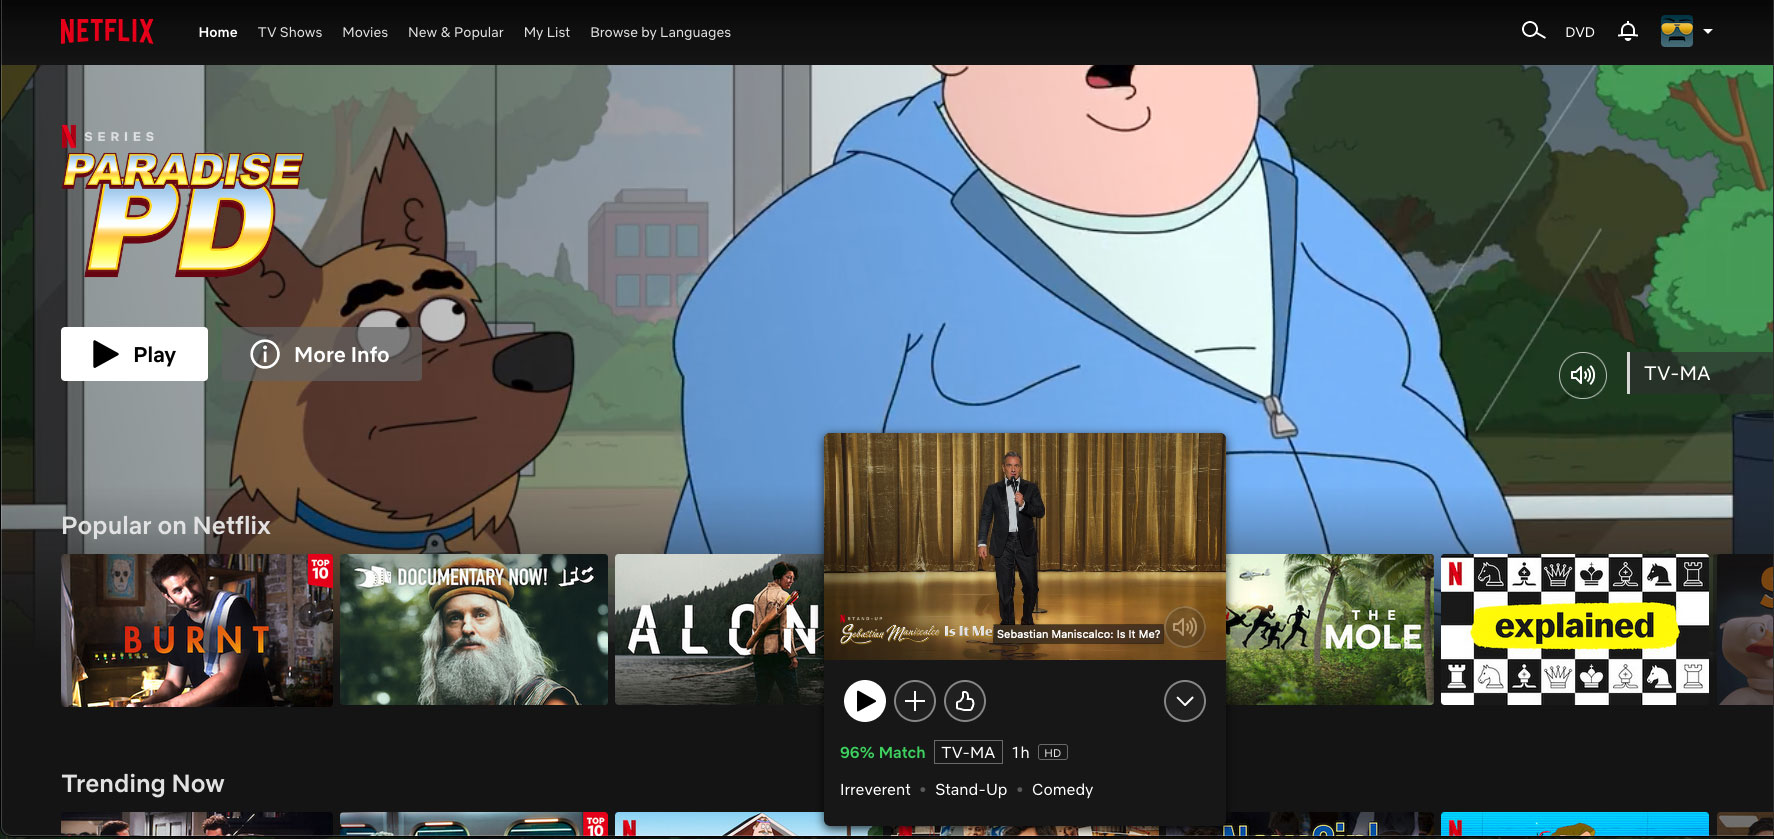 NETFLIX Home TV Shows Movies New & Popular My List Browse by Languages DVD
N SERIES
PARADISE
PD
Play More Info
TV-MA
Popular on Netflix
TOP
10
BURNT
DOCUMENTARY NOW! IFC
ALON
N STAND-UP
Sebastian Maniscalco Is It Me
Sebastian Maniscalco: Is It Me?
THE
MOLE
N
explained
96% Match TV-MA 1h HD
Irreverent • Stand-Up • Comedy
Trending Now
TOP
10
N
New Girl
N